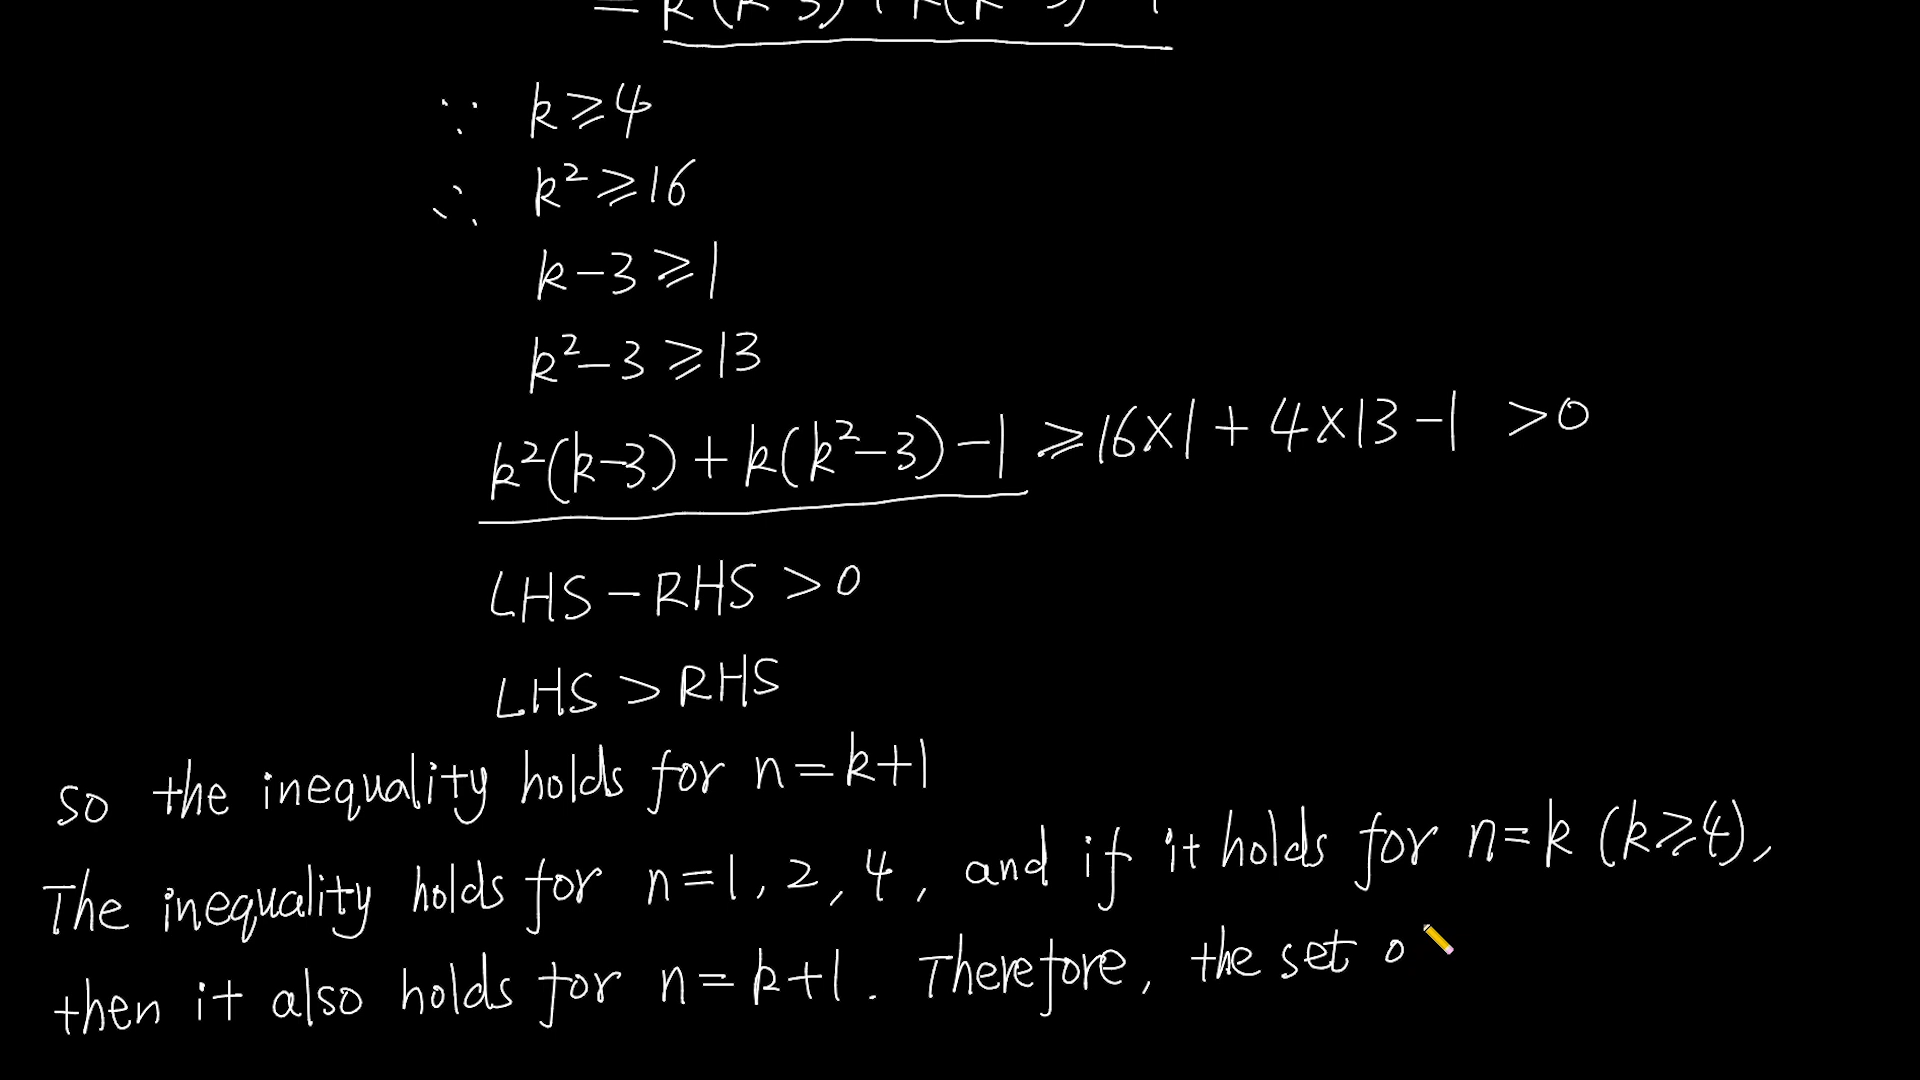 ∵ k≥4
∴ k²≥16
k-3≥1
k²-3≥13
k²(k-3)+k(k²-3)-1 ≥16×1+4×13-1 >0
LHS-RHS>0
LHS>RHS
so the inequality holds for n=k+1
The inequality holds for n=1, 2, 4, and if it holds for n=k (k≥4),
then it also holds for n=k+1. Therefore, the set o